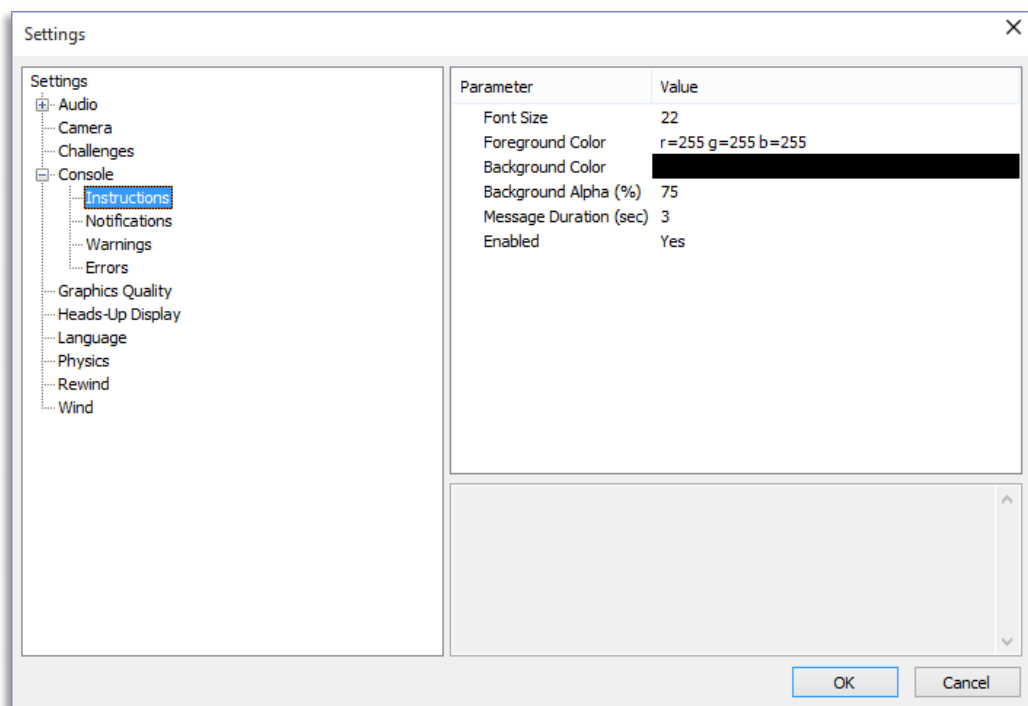 Settings
Settings
Audio
Camera
Challenges
Console
Instructions
Notifications
Warnings
Errors
Graphics Quality
Heads-Up Display
Language
Physics
Rewind
Wind
Parameter Value
Font Size 22
Foreground Color r=255 g=255 b=255
Background Color
Background Alpha (%) 75
Message Duration (sec) 3
Enabled Yes
OK Cancel